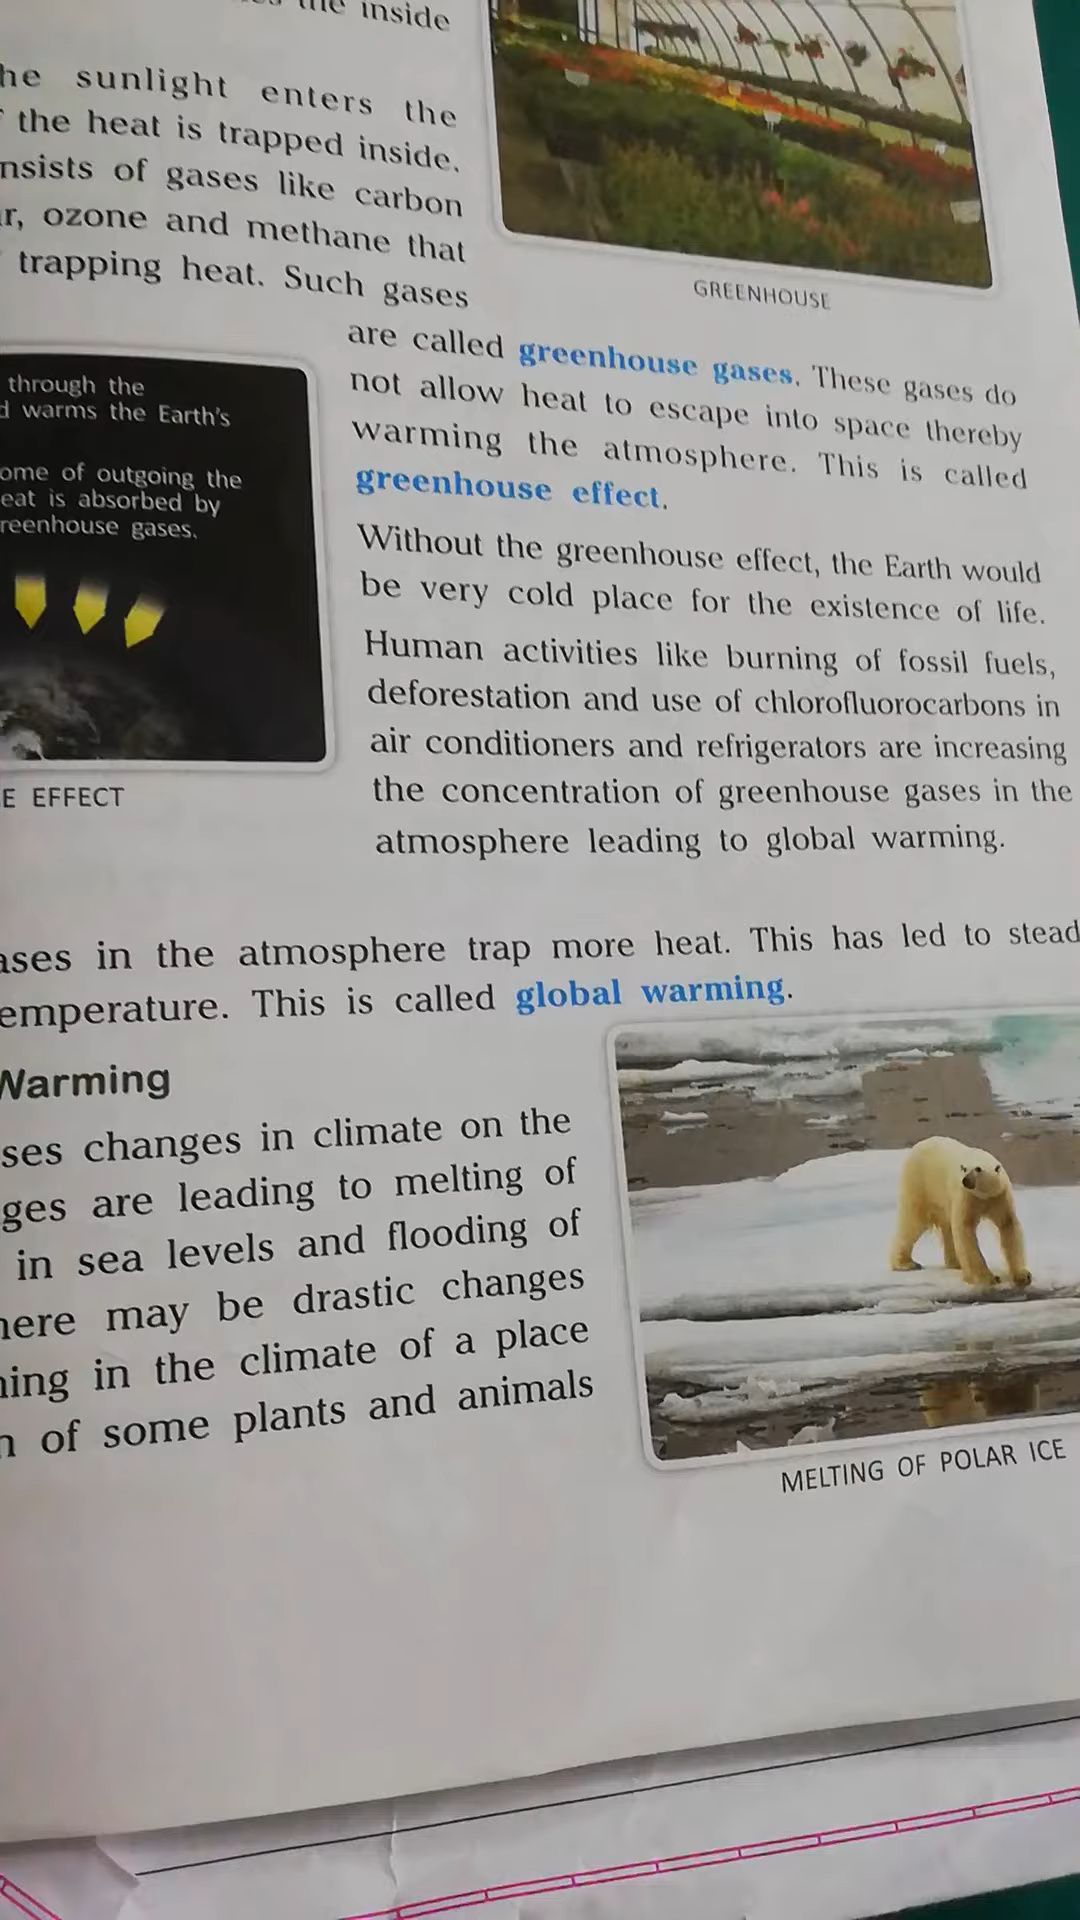 the inside
he sunlight enters the
the heat is trapped inside.
nsists of gases like carbon
r, ozone and methane that
trapping heat. Such gases
GREENHOUSE
are called greenhouse gases. These gases do
not allow heat to escape into space thereby
warming the atmosphere. This is called
greenhouse effect.
through the
d warms the Earth's
ome of outgoing the
eat is absorbed by
reenhouse gases.
E EFFECT
Without the greenhouse effect, the Earth would
be very cold place for the existence of life.
Human activities like burning of fossil fuels,
deforestation and use of chlorofluorocarbons in
air conditioners and refrigerators are increasing
the concentration of greenhouse gases in the
atmosphere leading to global warming.
ases in the atmosphere trap more heat. This has led to stead
emperature. This is called global warming.
Warming
ses changes in climate on the
ges are leading to melting of
in sea levels and flooding of
here may be drastic changes
ning in the climate of a place
n of some plants and animals
MELTING OF POLAR ICE